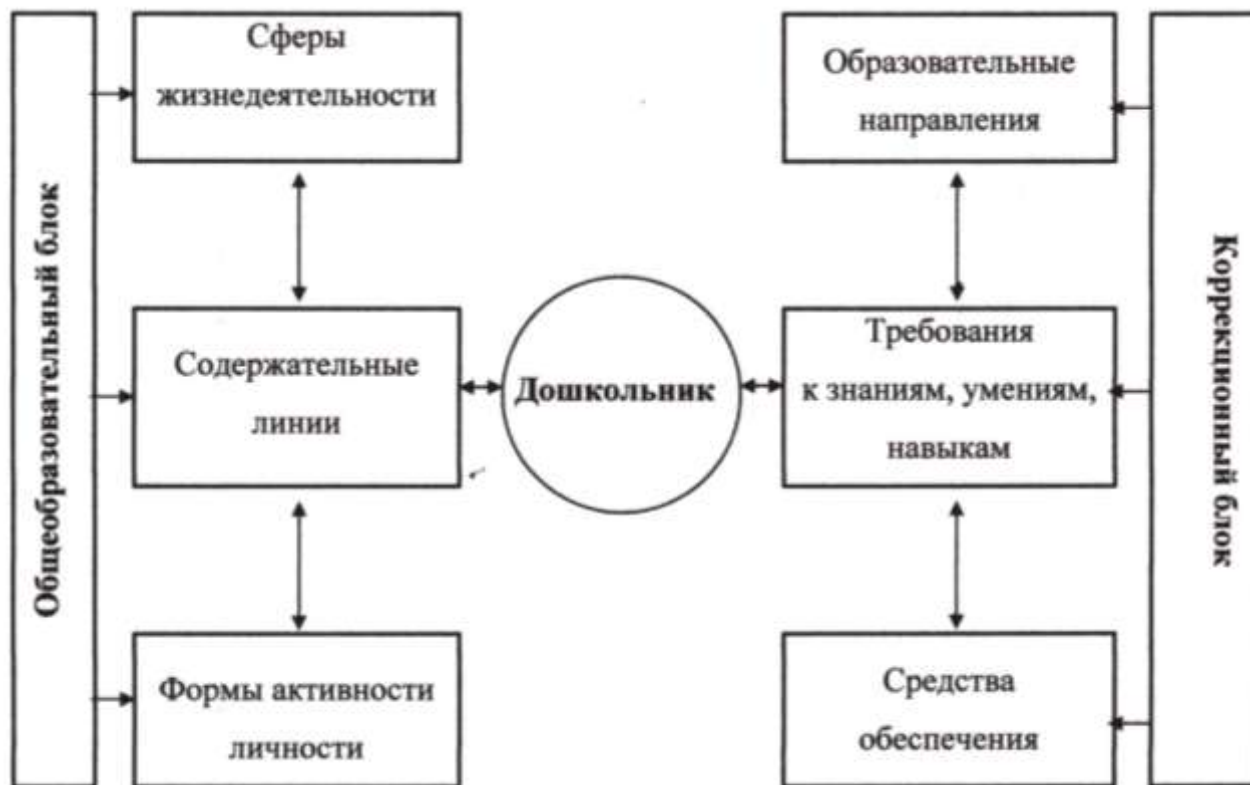 Общеобразовательный блок
Сферы
жизнедеятельности
Содержательные
линии
Формы активности
личности
Дошкольник
Образовательные
направления
Требования
к знаниям, умениям,
навыкам
Средства
обеспечения
Коррекционный блок